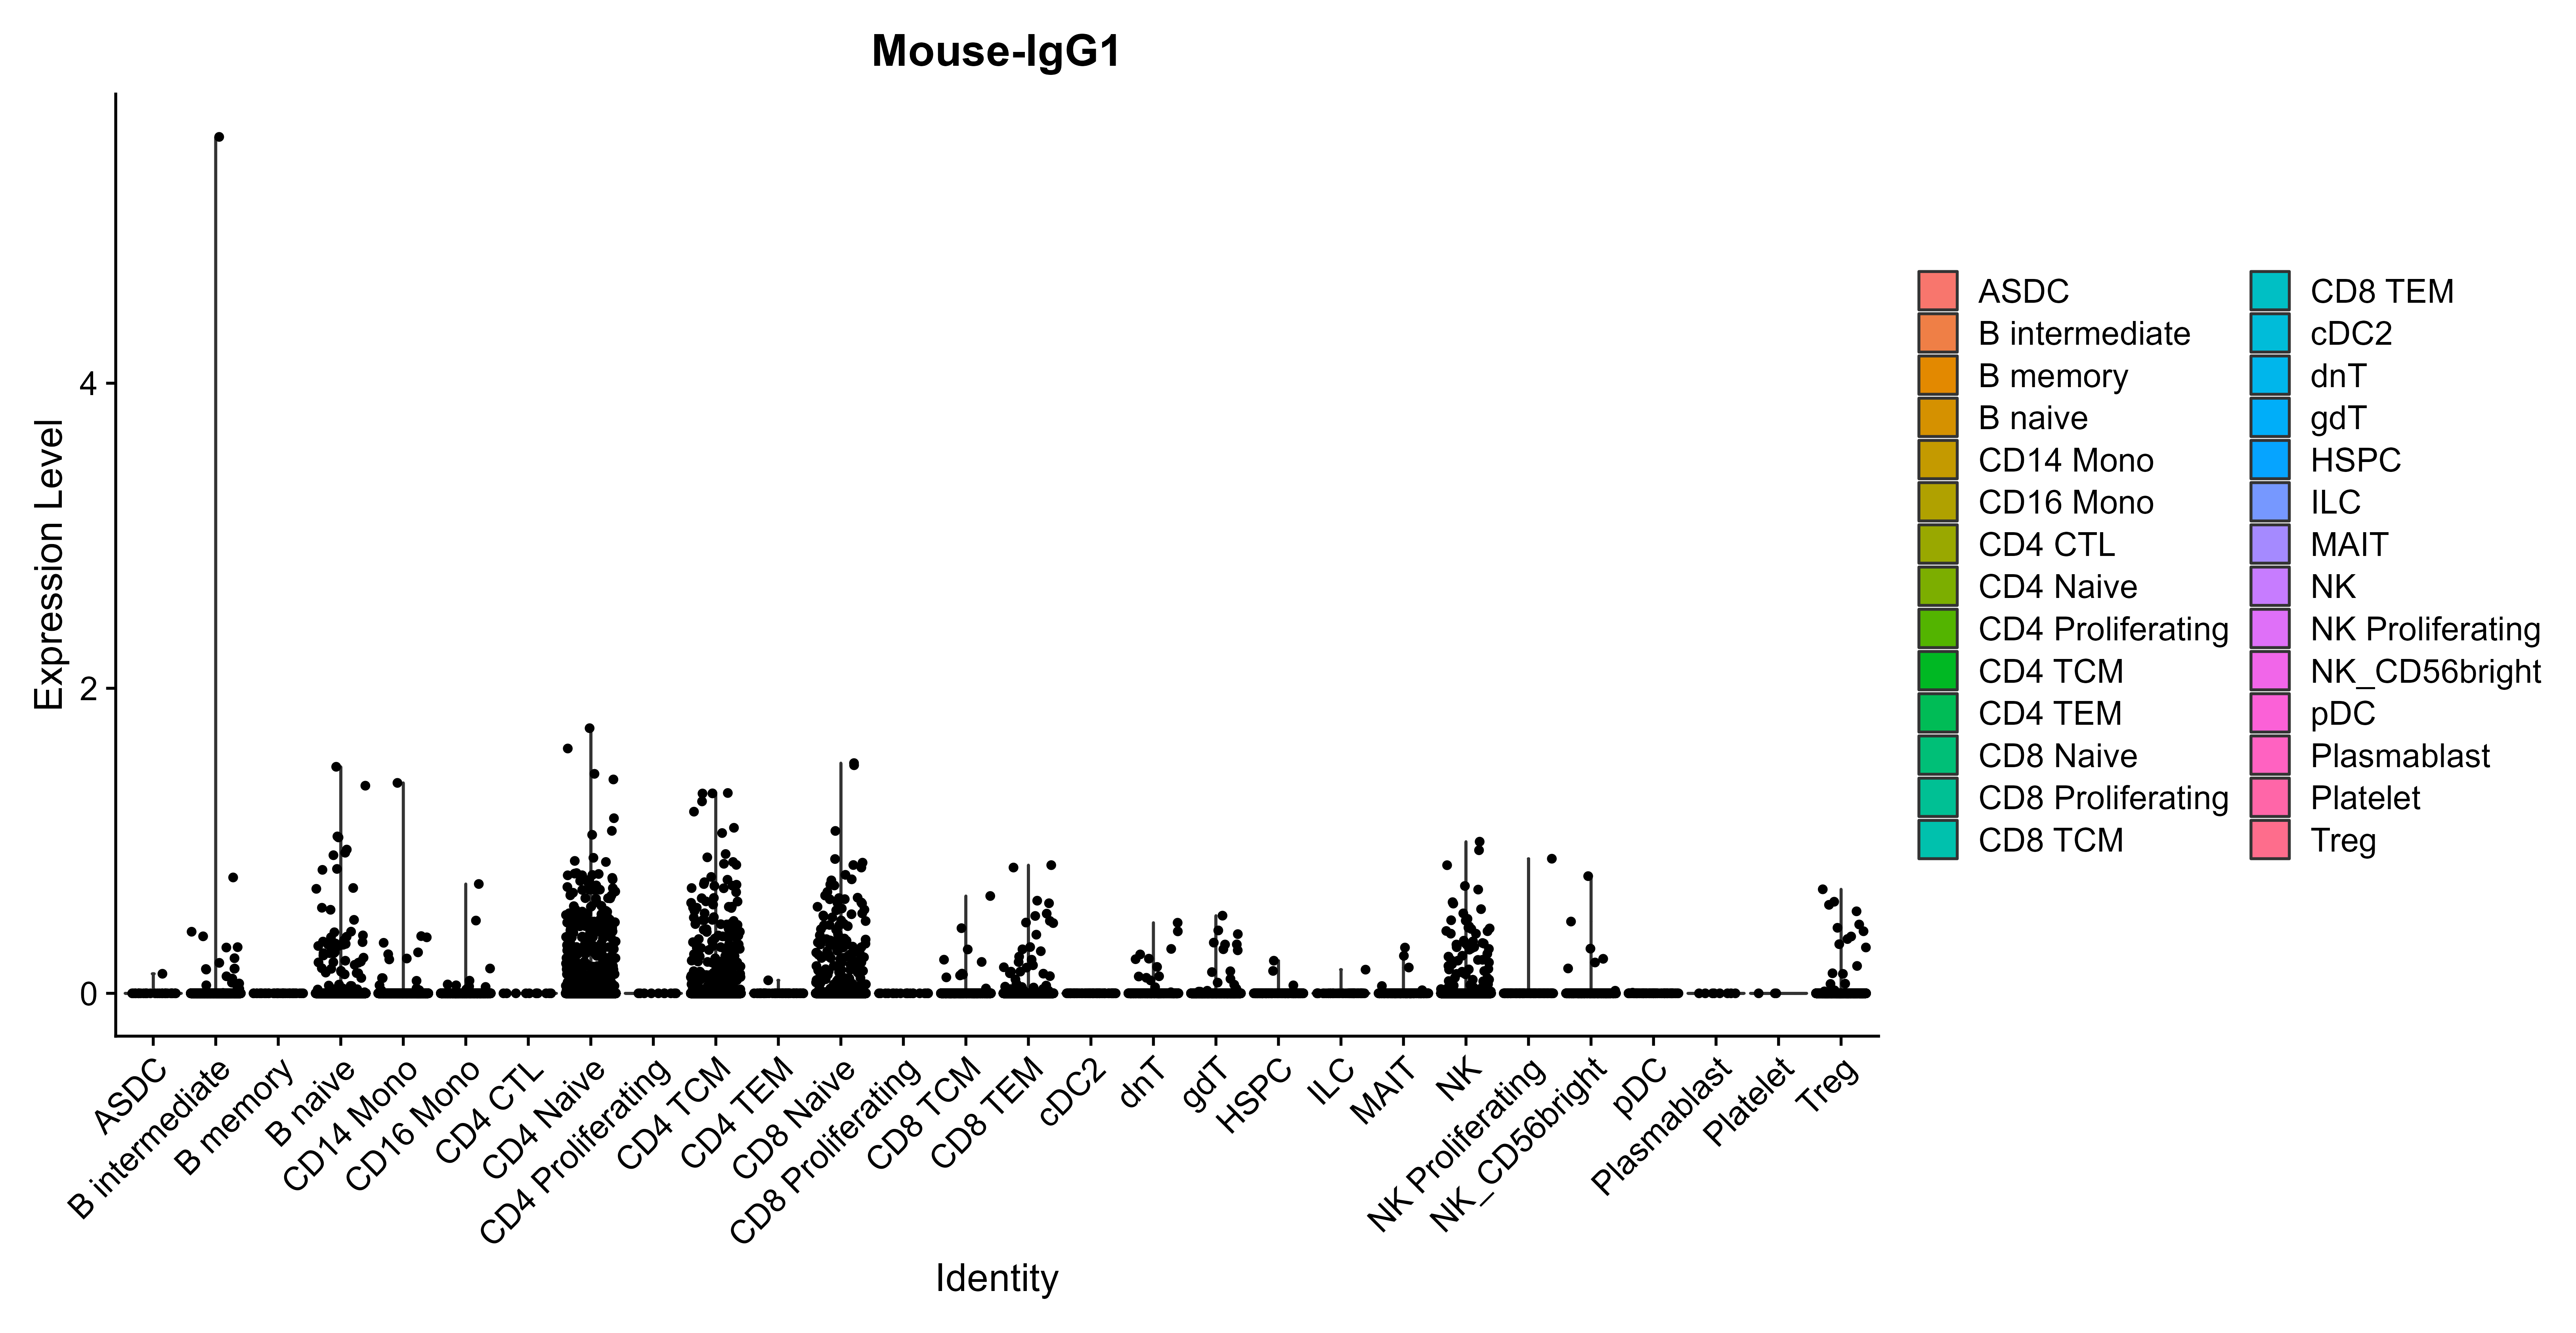 Mouse-IgG1
Expression Level
4
2
0
ASDC
B intermediate
B memory
B naive
CD14 Mono
CD16 Mono
CD4 CTL
CD4 Naive
CD4 Proliferating
CD4 TCM
CD4 TEM
CD8 Naive
CD8 Proliferating
CD8 TCM
CD8 TEM
cDC2
dnT
gdT
HSPC
ILC
MAIT
NK
NK Proliferating
NK_CD56bright
pDC
Plasmablast
Platelet
Treg
Identity
ASDC
B intermediate
B memory
B naive
CD14 Mono
CD16 Mono
CD4 CTL
CD4 Naive
CD4 Proliferating
CD4 TCM
CD4 TEM
CD8 Naive
CD8 Proliferating
CD8 TCM
CD8 TEM
cDC2
dnT
gdT
HSPC
ILC
MAIT
NK
NK Proliferating
NK_CD56bright
pDC
Plasmablast
Platelet
Treg